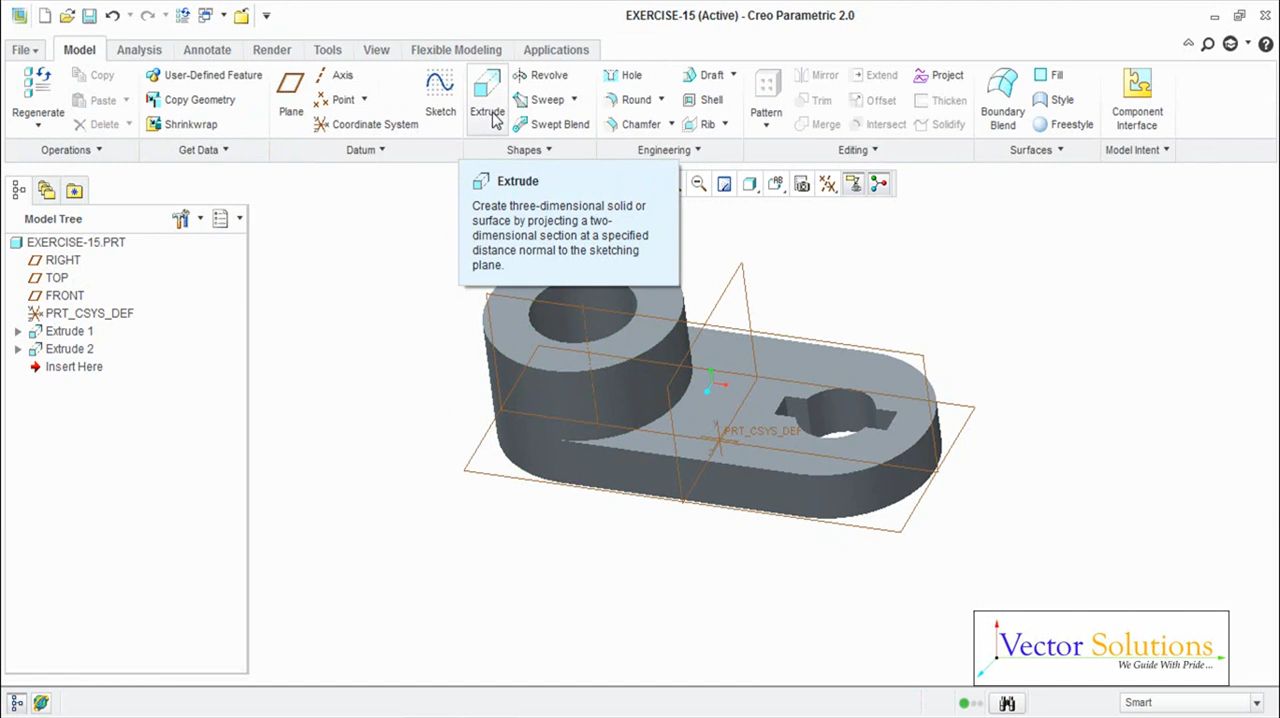 EXERCISE-15 (Active) - Creo Parametric 2.0
File
Model
Analysis
Annotate
Render
Tools
View
Flexible Modeling
Applications
Regenerate
Copy
Paste
Delete
Operations
User-Defined Feature
Copy Geometry
Shrinkwrap
Get Data
Plane
Axis
Point
Coordinate System
Sketch
Datum
Extrude
Revolve
Sweep
Swept Blend
Shapes
Hole
Round
Chamfer
Draft
Shell
Rib
Engineering
Pattern
Mirror
Trim
Merge
Extend
Offset
Intersect
Project
Thicken
Solidify
Editing
Boundary
Blend
Fill
Style
Freestyle
Surfaces
Component
Interface
Model Intent
Extrude
Create three-dimensional solid or
surface by projecting a two-
dimensional section at a specified
distance normal to the sketching
plane.
Model Tree
EXERCISE-15.PRT
RIGHT
TOP
FRONT
PRT_CSYS_DEF
Extrude 1
Extrude 2
Insert Here
PRT_CSYS_DEF
Vector Solutions
We Guide With Pride...
Smart